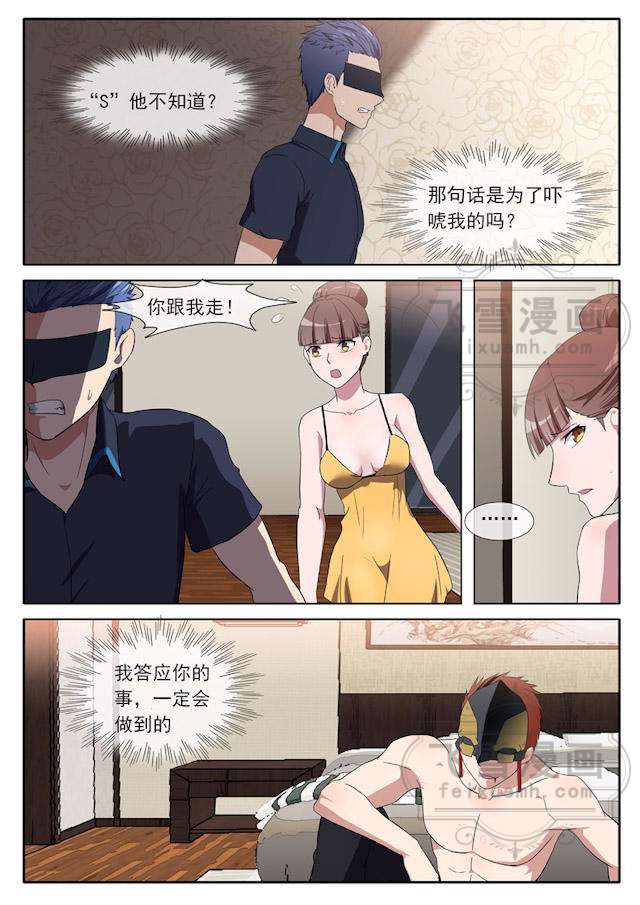 “S”他不知道?
那句话是为了吓
唬我的吗?
你跟我走!
飞雪漫画
feixuemh.com
......
我答应你的
事，一定会
做到的
飞雪漫画
feixuemh.com